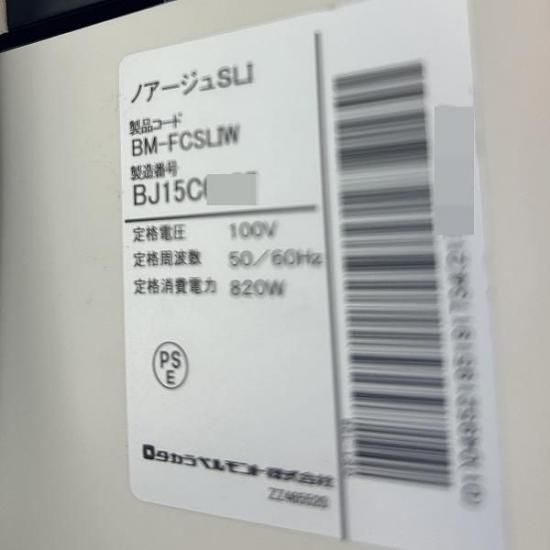 ノアージュSLI
製品コード
BM-FCSLIW
製造番号
BJ15C
定格電圧 100V
定格周波数 50/60Hz
定格消費電力 820W
PS
E
タカラベルモント株式会社
ZZ465520